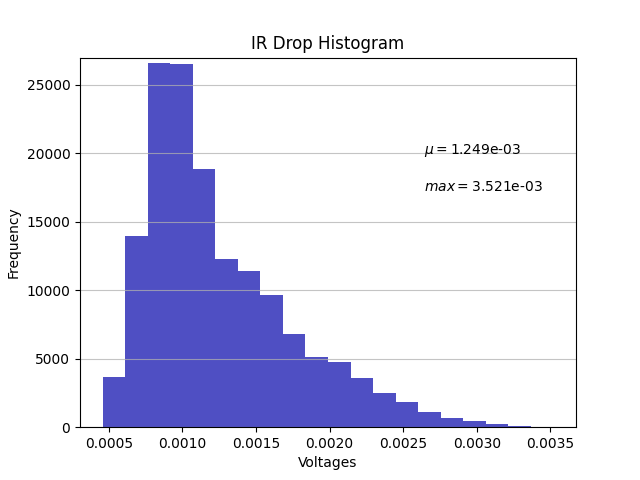 IR Drop Histogram
Frequency
25000
20000
15000
10000
5000
0
μ = 1.249e-03
max = 3.521e-03
0.0005 0.0010 0.0015 0.0020 0.0025 0.0030 0.0035
Voltages